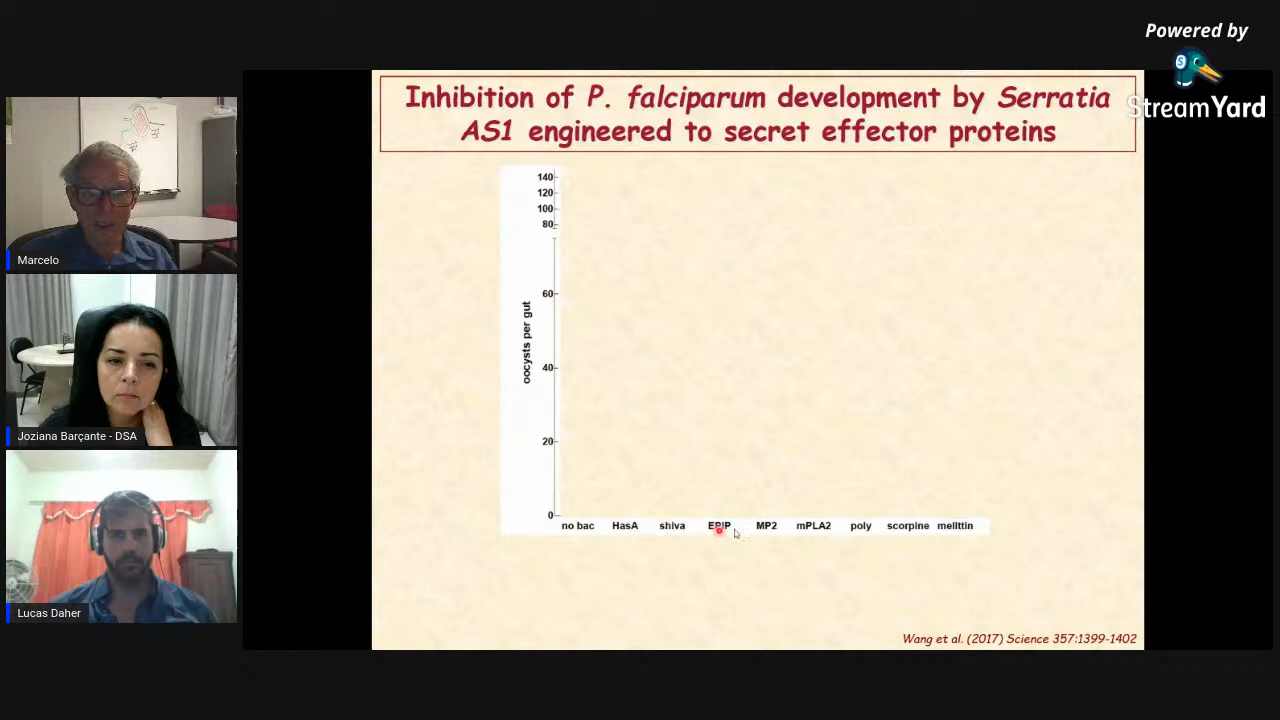 Powered by
StreamYard
Inhibition of P. falciparum development by Serratia
AS1 engineered to secret effector proteins
140
120
100
80
60
40
20
0
oocysts per gut
no bac HasA shiva EPIP MP2 mPLA2 poly scorpine melittin
Wang et al. (2017) Science 357:1399-1402
Marcelo
Joziana Barçante - DSA
Lucas Daher